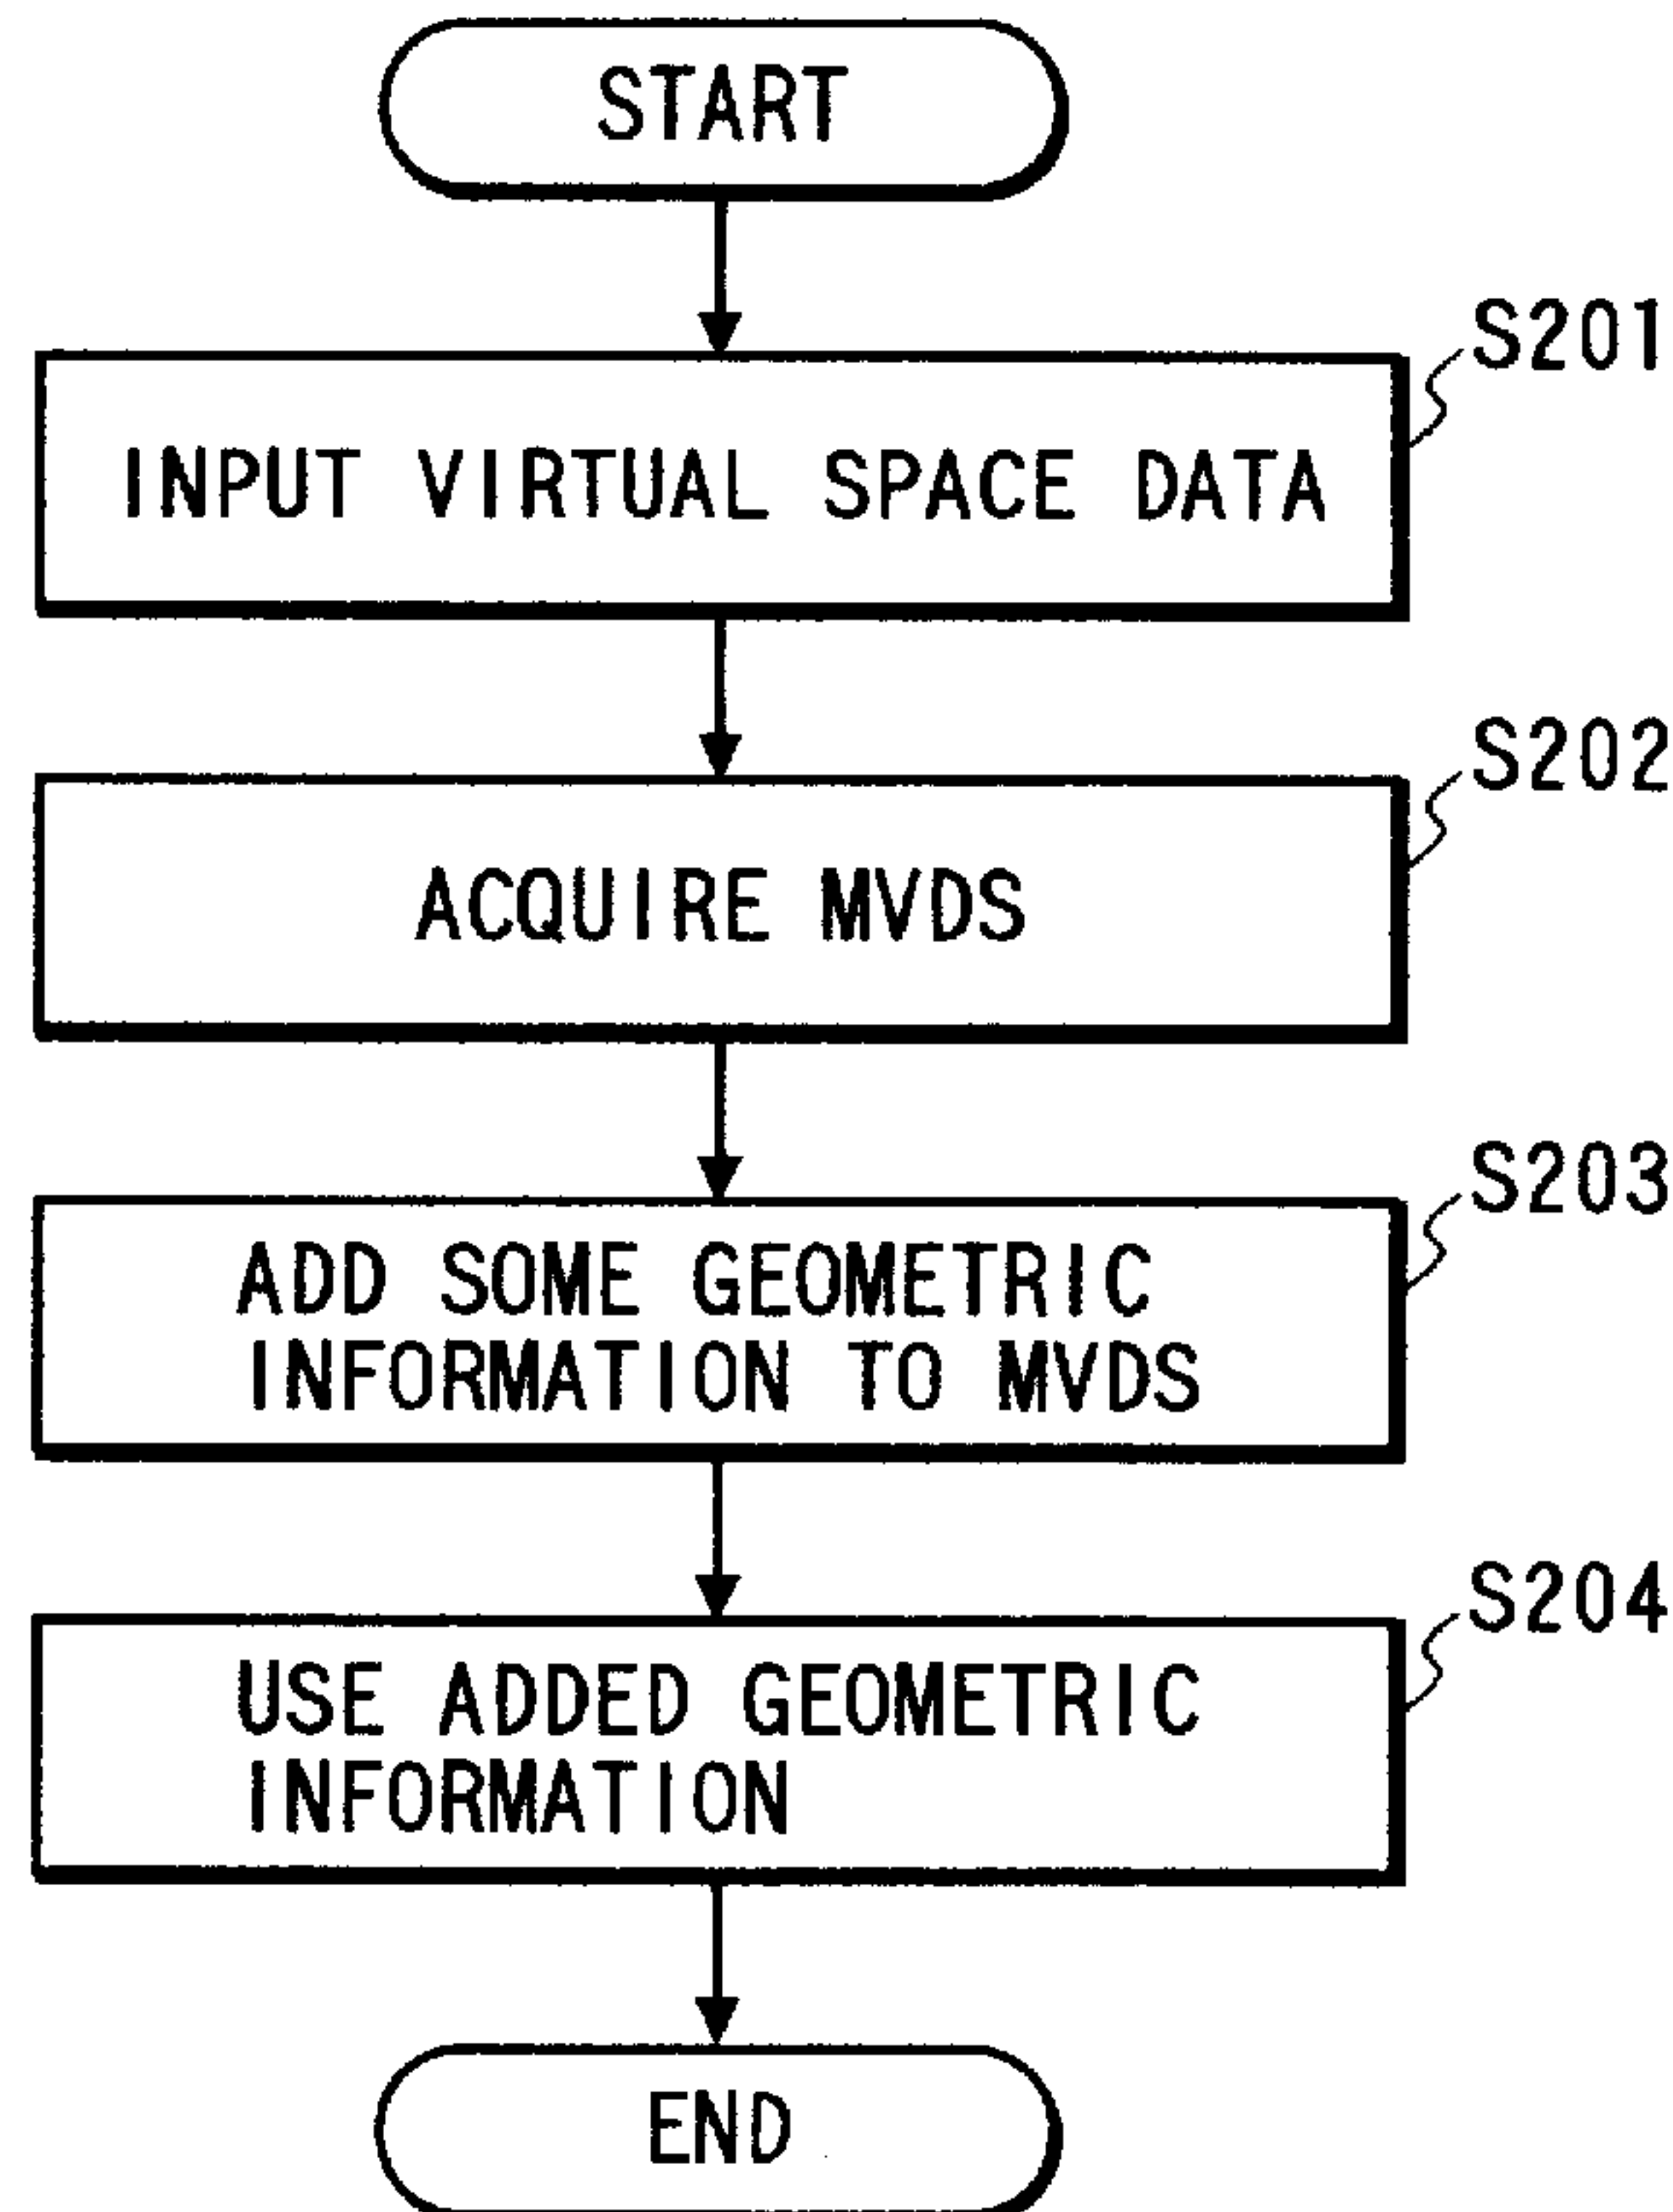 START
S201
INPUT VIRTUAL SPACE DATA
S202
ACQUIRE MVDS
S203
ADD SOME GEOMETRIC
INFORMATION TO MVDS
S204
USE ADDED GEOMETRIC
INFORMATION
END